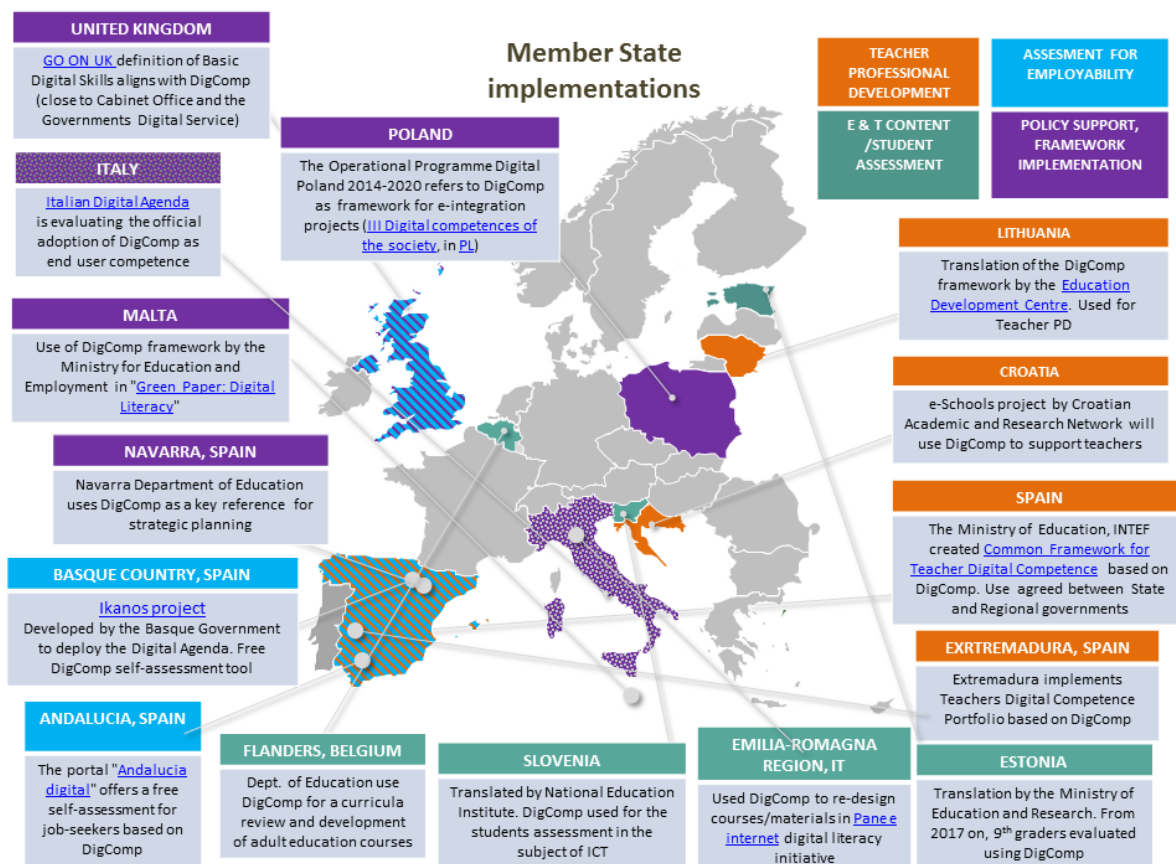 Member State
implementations
UNITED KINGDOM
GO ON UK definition of Basic
Digital Skills aligns with DigComp
(close to Cabinet Office and the
Governments Digital Service)
ITALY
Italian Digital Agenda
is evaluating the official
adoption of DigComp as
end user competence
MALTA
Use of DigComp framework by the
Ministry for Education and
Employment in "Green Paper: Digital
Literacy"
NAVARRA, SPAIN
Navarra Department of Education
uses DigComp as a key reference for
strategic planning
BASQUE COUNTRY, SPAIN
Ikanos project
Developed by the Basque Government
to deploy the Digital Agenda. Free
DigComp self-assessment tool
ANDALUCIA, SPAIN
The portal "Andalucia
digital" offers a free
self-assessment for
job-seekers based on
DigComp
POLAND
The Operational Programme Digital
Poland 2014-2020 refers to DigComp
as framework for e-integration
projects (III Digital competences of
the society, in PL)
TEACHER
PROFESSIONAL
DEVELOPMENT
ASSESMENT FOR
EMPLOYABILITY
E & T CONTENT
/STUDENT
ASSESSMENT
POLICY SUPPORT,
FRAMEWORK
IMPLEMENTATION
LITHUANIA
Translation of the DigComp
framework by the Education
Development Centre. Used for
Teacher PD
CROATIA
e-Schools project by Croatian
Academic and Research Network will
use DigComp to support teachers
SPAIN
The Ministry of Education, INTEF
created Common Framework for
Teacher Digital Competence based on
DigComp. Use agreed between State
and Regional governments
EXRTREMADURA, SPAIN
Extremadura implements
Teachers Digital Competence
Portfolio based on DigComp
FLANDERS, BELGIUM
Dept. of Education use
DigComp for a curricula
review and development
of adult education courses
SLOVENIA
Translated by National Education
Institute. DigComp used for the
students assessment in the
subject of ICT
EMILIA-ROMAGNA
REGION, IT
Used DigComp to re-design
courses/materials in Pane e
internet digital literacy
initiative
ESTONIA
Translation by the Ministry of
Education and Research. From
2017 on, 9th graders evaluated
using DigComp